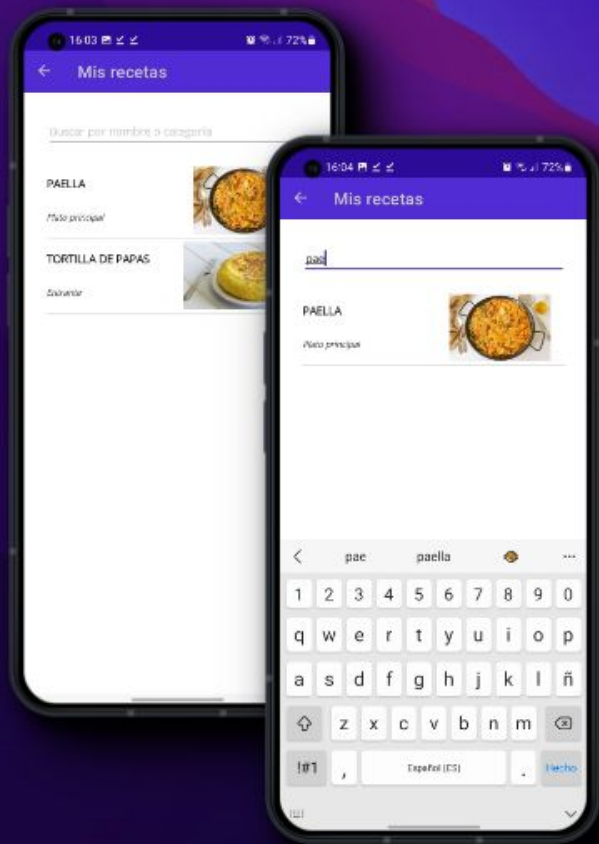 16:03
72%
Mis recetas
Buscar por nombre o categoría
PAELLA
Plato principal
TORTILLA DE PAPAS
Entrante
16:04
72%
Mis recetas
pae
PAELLA
Plato principal
pae paella ...
1 2 3 4 5 6 7 8 9 0
q w e r t y u i o p
a s d f g h j k l ñ
z x c v b n m
!#1 , Español (ES) . Hecho